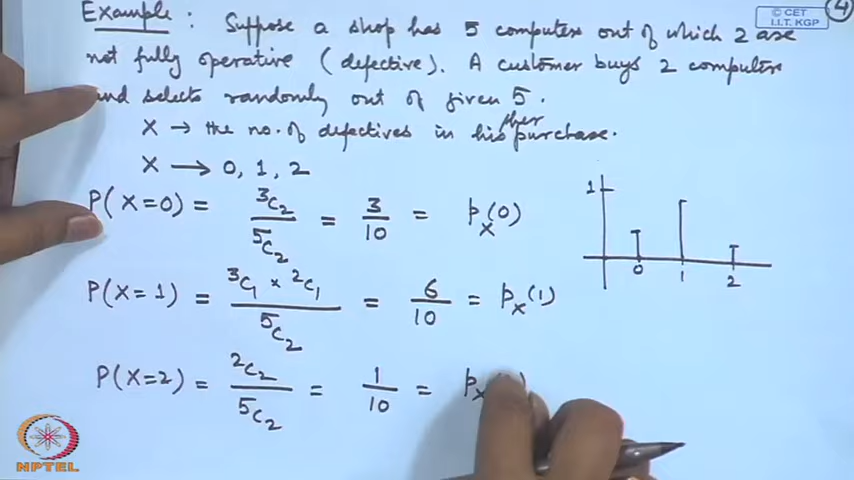 Example : Suppose a shop has 5 computers out of which 2 are
not fully operative (defective). A customer buys 2 computers
and selects randomly out of given 5.
X → the no. of defectives in his/her purchase.
X → 0, 1, 2
P(X=0) = ³C₂ / ⁵C₂ = 3/10 = p_X(0)
P(X=1) = ³C₁ × ²C₁ / ⁵C₂ = 6/10 = p_X(1)
P(X=2) = ²C₂ / ⁵C₂ = 1/10 = p_X
1
0 1 2
© CET
I.I.T. KGP
4
NPTEL